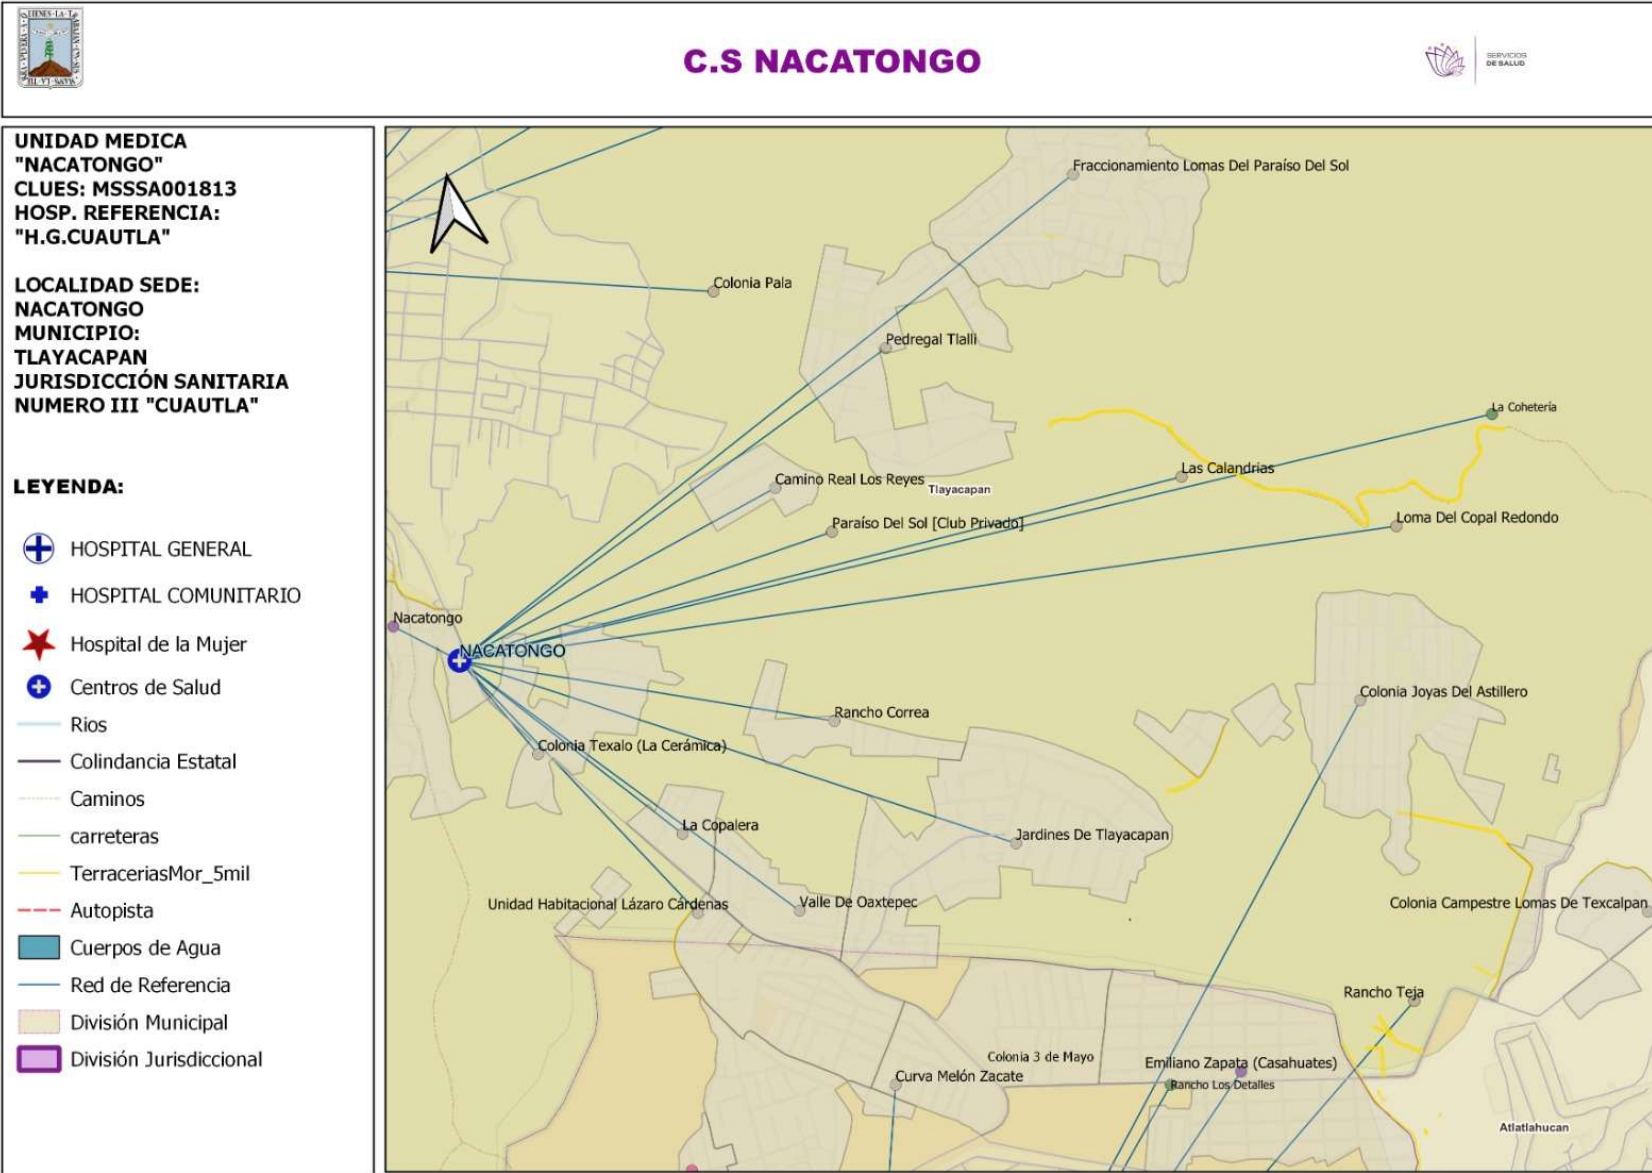 C.S NACATONGO
SERVICIOS
DE SALUD
UNIDAD MEDICA
"NACATONGO"
CLUES: MSSSA001813
HOSP. REFERENCIA:
"H.G.CUAUTLA"
LOCALIDAD SEDE:
NACATONGO
MUNICIPIO:
TLAYACAPAN
JURISDICCIÓN SANITARIA
NUMERO III "CUAUTLA"
LEYENDA:
HOSPITAL GENERAL
HOSPITAL COMUNITARIO
Hospital de la Mujer
Centros de Salud
Rios
Colindancia Estatal
Caminos
carreteras
TerraceriasMor_5mil
Autopista
Cuerpos de Agua
Red de Referencia
División Municipal
División Jurisdiccional
Fraccionamiento Lomas Del Paraíso Del Sol
Colonia Pala
Pedregal Tlalli
La Cohetería
Las Calandrias
Camino Real Los Reyes
Tlayacapan
Loma Del Copal Redondo
Paraíso Del Sol [Club Privado]
Nacatongo
NACATONGO
Colonia Joyas Del Astillero
Rancho Correa
Colonia Texalo (La Cerámica)
La Copalera
Jardines De Tlayacapan
Unidad Habitacional Lázaro Cárdenas
Valle De Oaxtepec
Colonia Campestre Lomas De Texcalpan
Rancho Teja
Colonia 3 de Mayo
Emiliano Zapata (Casahuates)
Curva Melón Zacate
Rancho Los Detalles
Atlatlahucan